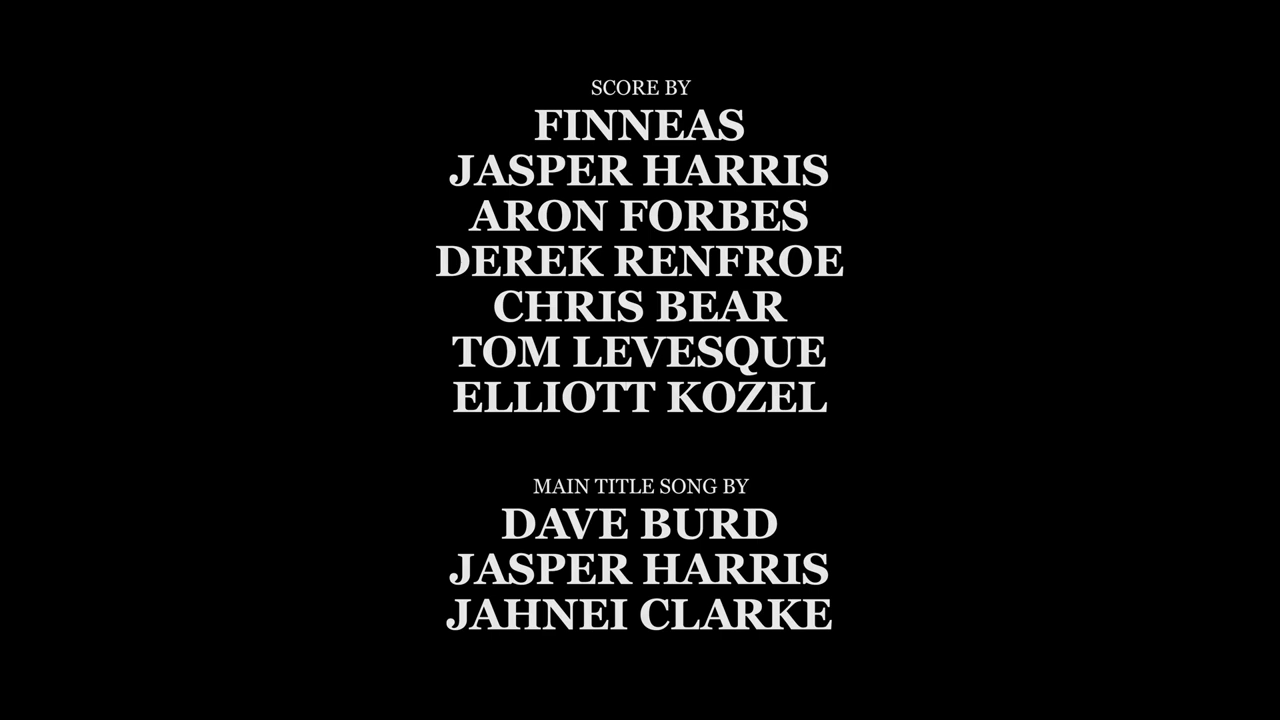 SCORE BY
FINNEAS
JASPER HARRIS
ARON FORBES
DEREK RENFROE
CHRIS BEAR
TOM LEVESQUE
ELLIOTT KOZEL
MAIN TITLE SONG BY
DAVE BURD
JASPER HARRIS
JAHNEI CLARKE